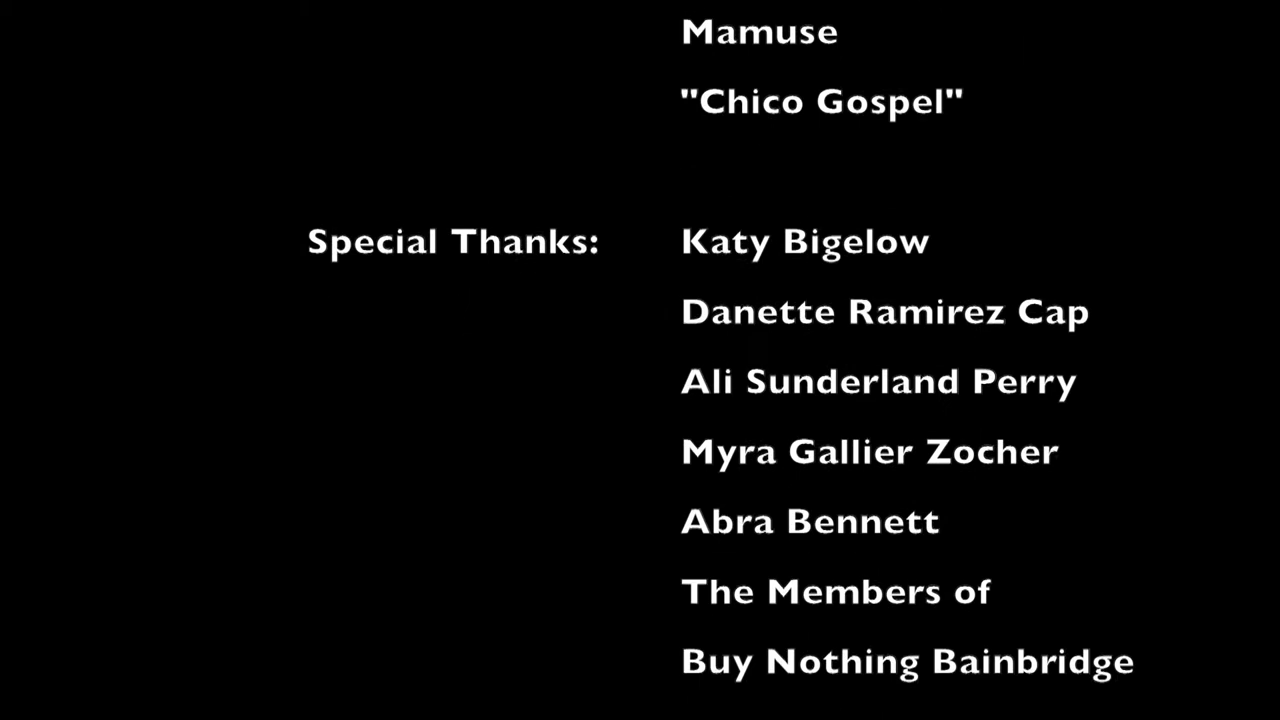 Mamuse
"Chico Gospel"
Special Thanks: Katy Bigelow
Danette Ramirez Cap
Ali Sunderland Perry
Myra Gallier Zocher
Abra Bennett
The Members of
Buy Nothing Bainbridge